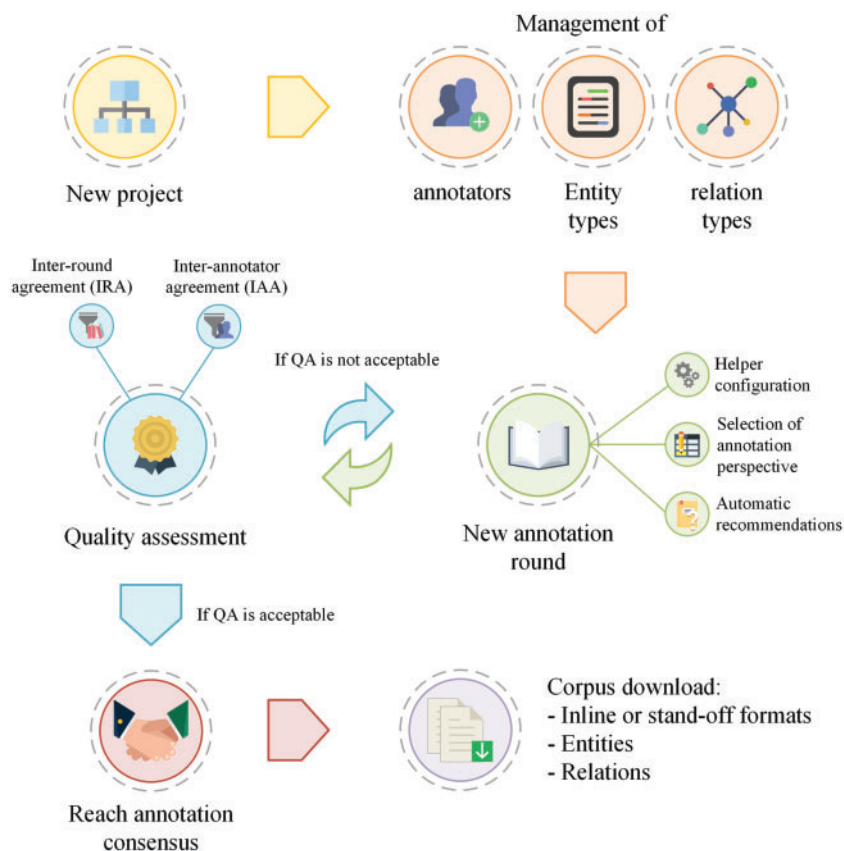 Management of
New project
annotators
Entity
types
relation
types
Inter-round
agreement (IRA)
Inter-annotator
agreement (IAA)
If QA is not acceptable
Helper
configuration
Selection of
annotation
perspective
Automatic
recommendations
Quality assessment
New annotation
round
If QA is acceptable
Reach annotation
consensus
Corpus download:
- Inline or stand-off formats
- Entities
- Relations